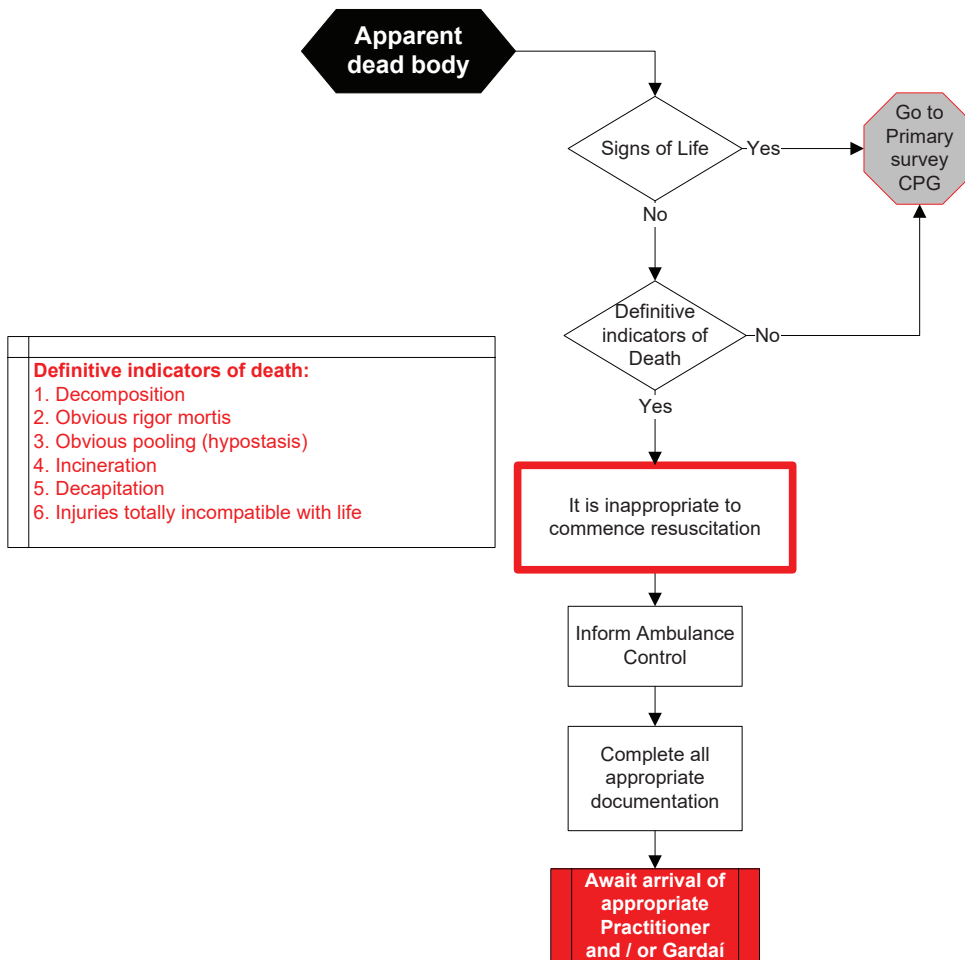 Apparent
dead body
Signs of Life
Yes
Go to
Primary
survey
CPG
No
Definitive
indicators of
Death
No
Yes
Definitive indicators of death:
1. Decomposition
2. Obvious rigor mortis
3. Obvious pooling (hypostasis)
4. Incineration
5. Decapitation
6. Injuries totally incompatible with life
It is inappropriate to
commence resuscitation
Inform Ambulance
Control
Complete all
appropriate
documentation
Await arrival of
appropriate
Practitioner
and / or Gardaí